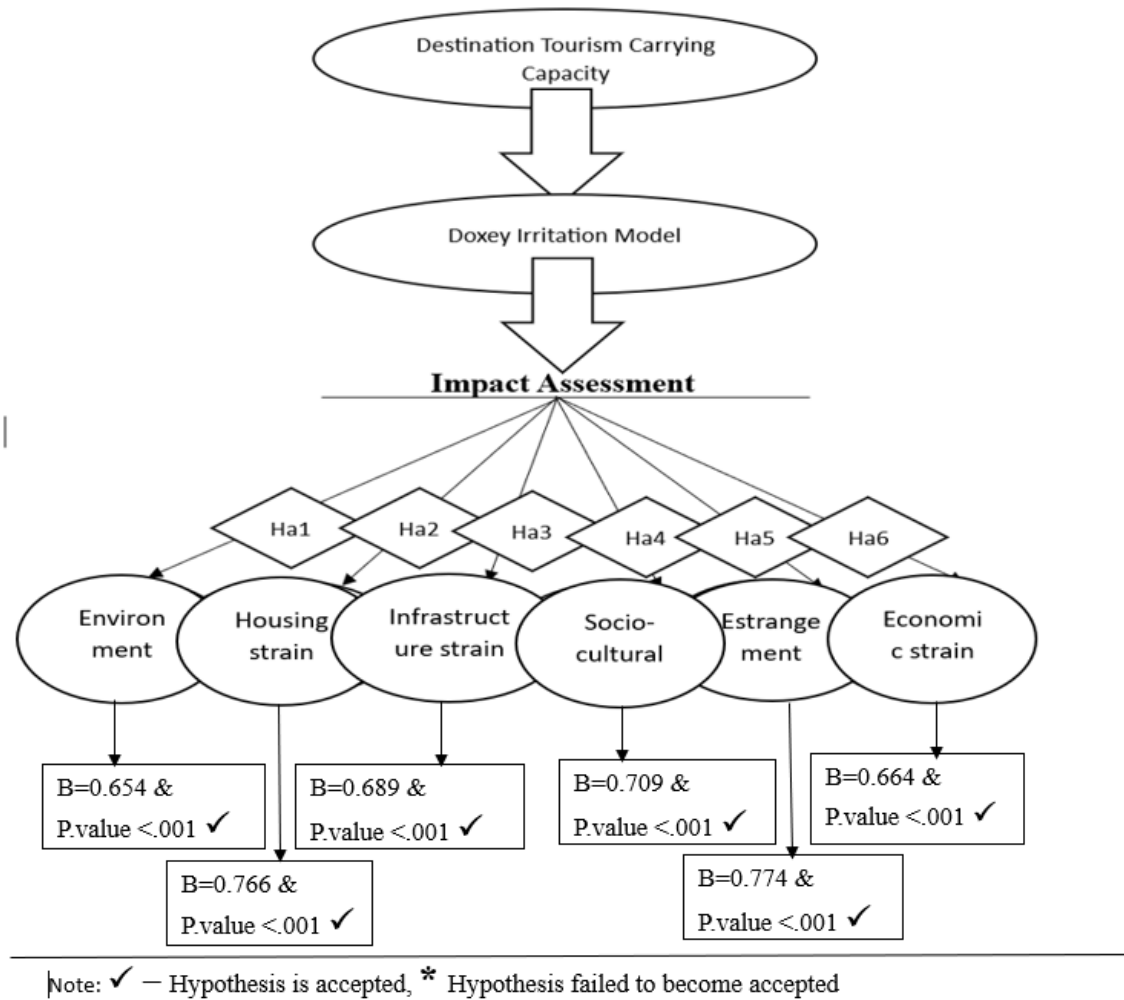 Destination Tourism Carrying
Capacity
Doxey Irritation Model
Impact Assessment
Ha1
Ha2
Ha3
Ha4
Ha5
Ha6
Environ
ment
Housing
strain
Infrastruct
ure strain
Socio-
cultural
Estrange
ment
Economi
c strain
B=0.654 &
P.value <.001 ✓
B=0.766 &
P.value <.001 ✓
B=0.689 &
P.value <.001 ✓
B=0.709 &
P.value <.001 ✓
B=0.774 &
P.value <.001 ✓
B=0.664 &
P.value <.001 ✓
Note: ✓ – Hypothesis is accepted, * Hypothesis failed to become accepted